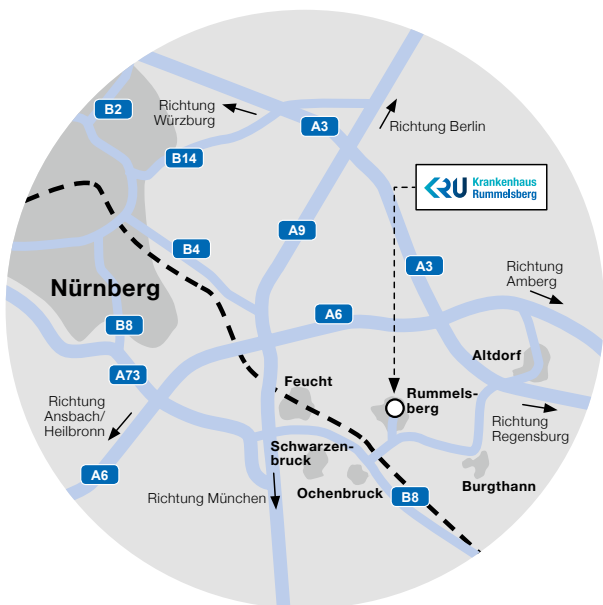 B2
Richtung
Würzburg
A3
Richtung Berlin
B14
KRU Krankenhaus
Rummelsberg
A9
B4
A3
Richtung
Amberg
Nürnberg
A6
B8
Altdorf
A73
Feucht
Rummels-
berg
Richtung
Ansbach/
Heilbronn
Richtung
Regensburg
Schwarzen-
bruck
A6
Richtung München
Ochenbruck
B8
Burgthann